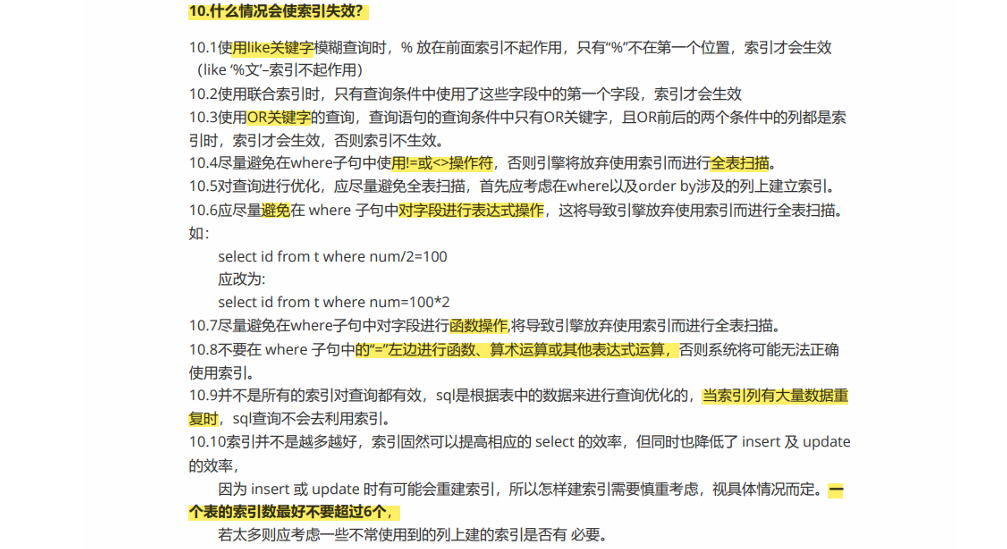 10.什么情况会使索引失效？
10.1使用like关键字模糊查询时，% 放在前面索引不起作用，只有“%”不在第一个位置，索引才会生效
（like '%文'–索引不起作用）
10.2使用联合索引时，只有查询条件中使用了这些字段中的第一个字段，索引才会生效
10.3使用OR关键字的查询，查询语句的查询条件中只有OR关键字，且OR前后的两个条件中的列都是索
引时，索引才会生效，否则索引不生效。
10.4尽量避免在where子句中使用!=或<>操作符，否则引擎将放弃使用索引而进行全表扫描。
10.5对查询进行优化，应尽量避免全表扫描，首先应考虑在where以及order by涉及的列上建立索引。
10.6应尽量避免在 where 子句中对字段进行表达式操作，这将导致引擎放弃使用索引而进行全表扫描。
如：
select id from t where num/2=100
应改为:
select id from t where num=100*2
10.7尽量避免在where子句中对字段进行函数操作,将导致引擎放弃使用索引而进行全表扫描。
10.8不要在 where 子句中的“=”左边进行函数、算术运算或其他表达式运算，否则系统将可能无法正确
使用索引。
10.9并不是所有的索引对查询都有效，sql是根据表中的数据来进行查询优化的，当索引列有大量数据重
复时，sql查询不会去利用索引。
10.10索引并不是越多越好，索引固然可以提高相应的 select 的效率，但同时也降低了 insert 及 update
的效率，
因为 insert 或 update 时有可能会重建索引，所以怎样建索引需要慎重考虑，视具体情况而定。一
个表的索引数最好不要超过6个，
若太多则应考虑一些不常使用到的列上建的索引是否有 必要。